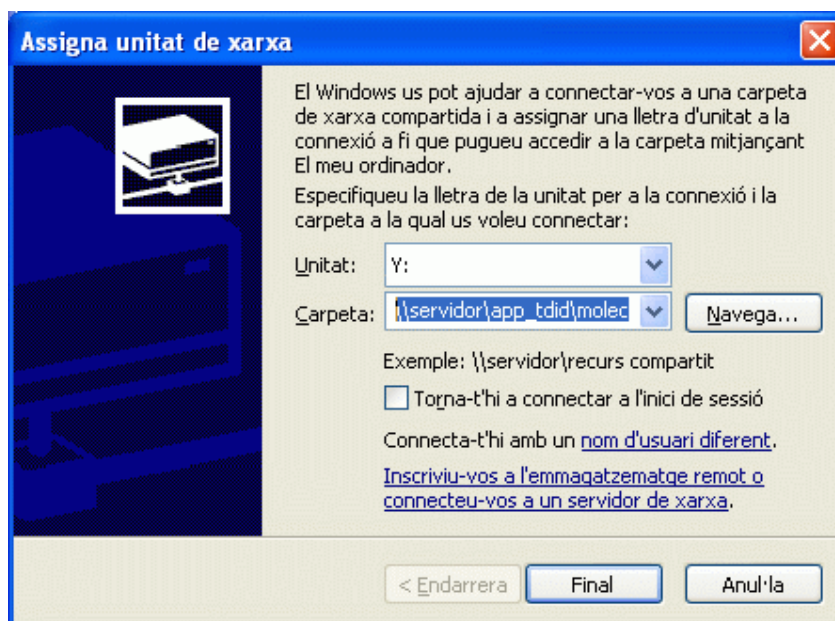 Assigna unitat de xarxa
El Windows us pot ajudar a connectar-vos a una carpeta
de xarxa compartida i a assignar una lletra d'unitat a la
connexió a fi que pugueu accedir a la carpeta mitjançant
El meu ordinador.
Especifiqueu la lletra de la unitat per a la connexió i la
carpeta a la qual us voleu connectar:
Unitat: Y:
Carpeta: \\servidor\app_tdid\molec Navega...
Exemple: \\servidor\recurs compartit
Torna-t'hi a connectar a l'inici de sessió
Connecta-t'hi amb un nom d'usuari diferent.
Inscriviu-vos a l'emmagatzematge remot o
connecteu-vos a un servidor de xarxa.
< Endarrera Final Anul·la